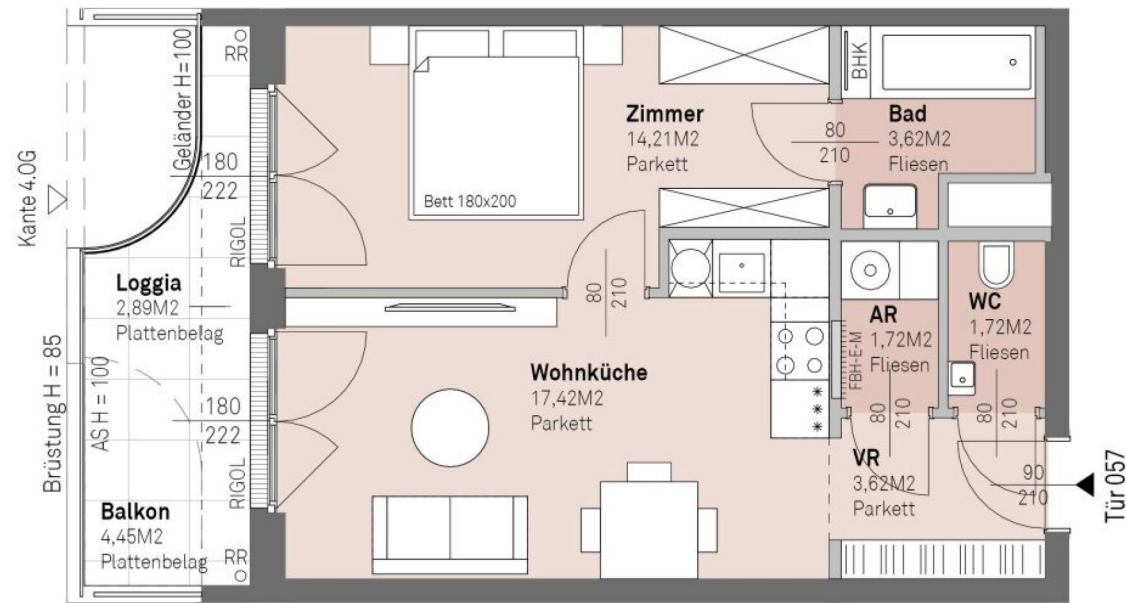 Geländer H=100
RR
Kante 4.OG
180
222
RIGOL
Loggia
2,89M2
Plattenbelag
Brüstung H = 85
AS H = 100
180
222
RIGOL
Balkon
4,45M2
Plattenbelag
RR
Zimmer
14,21M2
Parkett
Bett 180x200
80
210
BHK
Bad
3,62M2
Fliesen
80
210
Wohnküche
17,42M2
Parkett
AR
1,72M2
Fliesen
FBH-E-M
80
210
WC
1,72M2
Fliesen
80
210
VR
3,62M2
Parkett
90
210
Tür 057